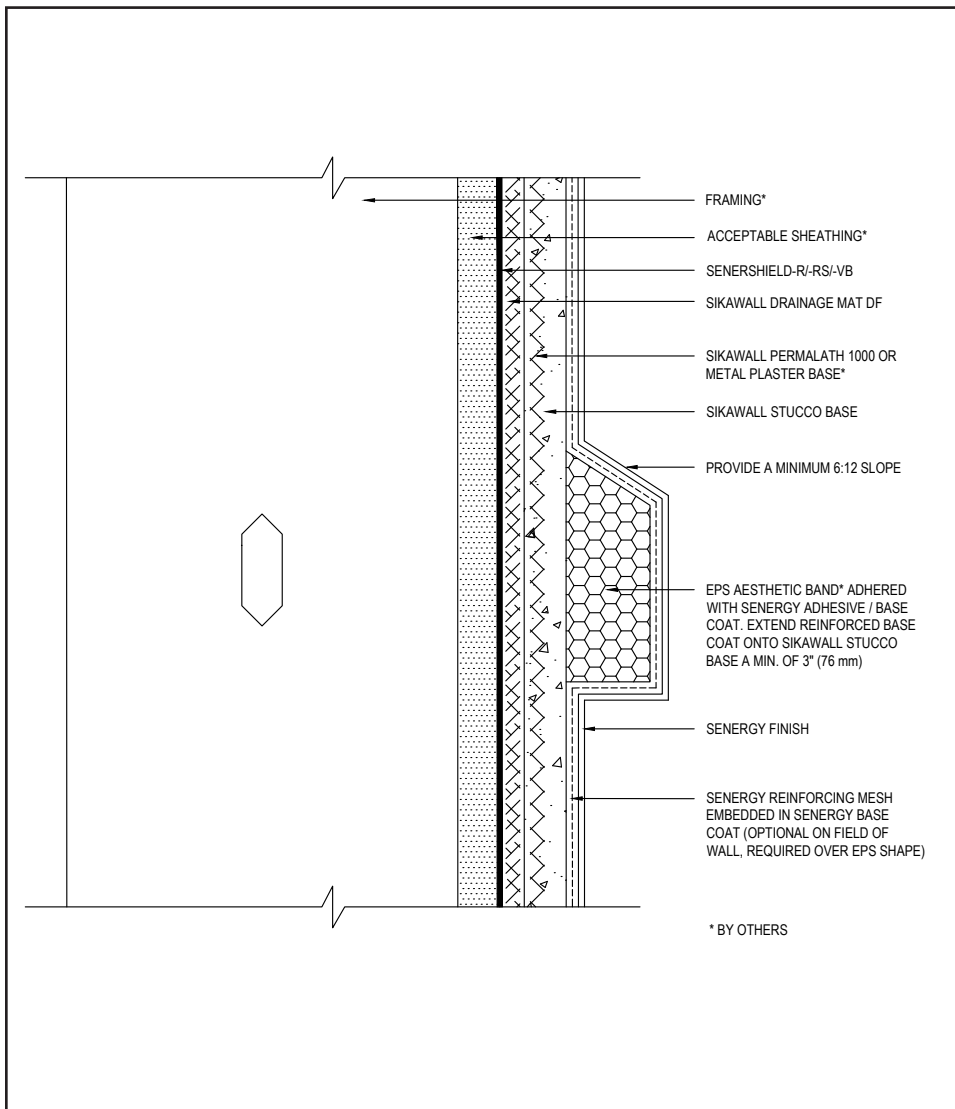 FRAMING*
ACCEPTABLE SHEATHING*
SENERSHIELD-R/-RS/-VB
SIKAWALL DRAINAGE MAT DF
SIKAWALL PERMALATH 1000 OR
METAL PLASTER BASE*
SIKAWALL STUCCO BASE
PROVIDE A MINIMUM 6:12 SLOPE
EPS AESTHETIC BAND* ADHERED
WITH SENERGY ADHESIVE / BASE
COAT. EXTEND REINFORCED BASE
COAT ONTO SIKAWALL STUCCO
BASE A MIN. OF 3" (76 mm)
SENERGY FINISH
SENERGY REINFORCING MESH
EMBEDDED IN SENERGY BASE
COAT (OPTIONAL ON FIELD OF
WALL, REQUIRED OVER EPS SHAPE)
* BY OTHERS